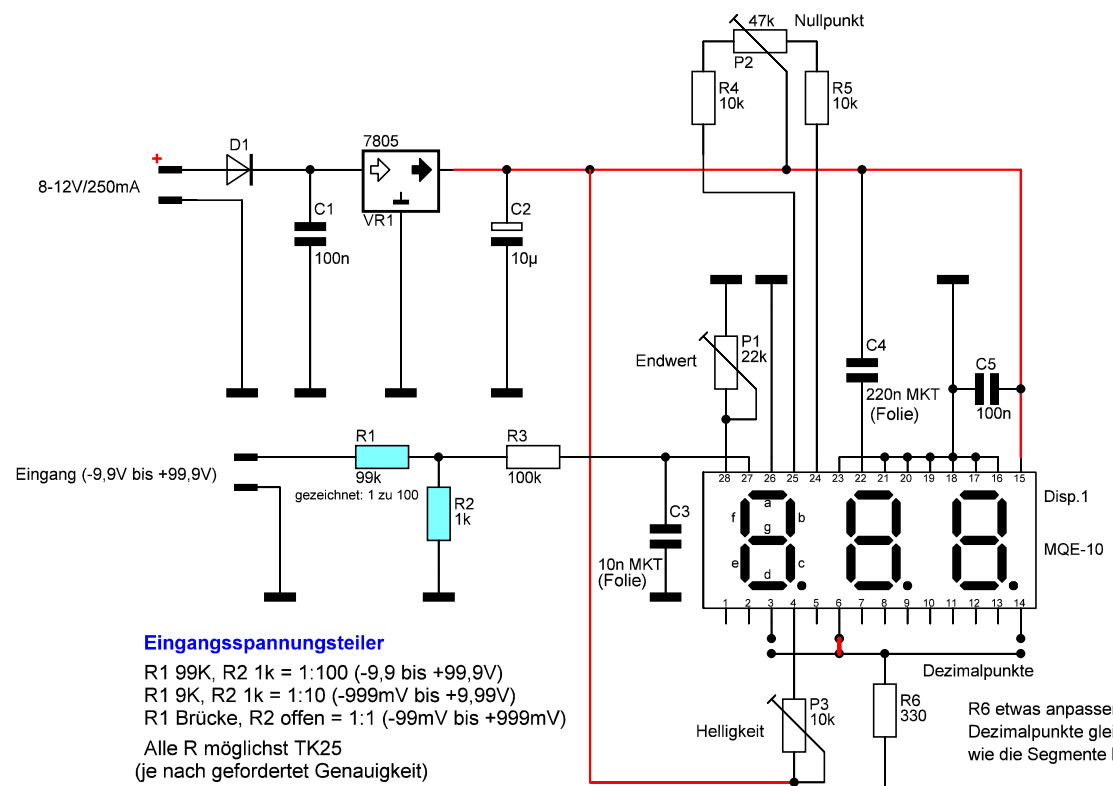 47k
Nullpunkt
P2
R4
10k
R5
10k
D1
7805
+
8-12V/250mA
C1
100n
VR1
C2
10µ
P1
22k
Endwert
C4
220n MKT
(Folie)
C5
100n
R1
99k
gezeichnet: 1 zu 100
R2
1k
R3
100k
Eingang (-9,9V bis +99,9V)
C3
10n MKT
(Folie)
28 27 26 25 24 23 22 21 20 19 18 17 16 15
a
f b
g
e c
d
Disp.1
MQE-10
1 2 3 4 5 6 7 8 9 10 11 12 13 14
Dezimalpunkte
Eingangsspannungsteiler
R1 99K, R2 1k = 1:100 (-9,9 bis +99,9V)
R1 9K, R2 1k = 1:10 (-999mV bis +9,99V)
R1 Brücke, R2 offen = 1:1 (-99mV bis +999mV)
Alle R möglichst TK25
(je nach gefordertet Genauigkeit)
Helligkeit
P3
10k
R6
330
R6 etwas anpassen
Dezimalpunkte glei
wie die Segmente